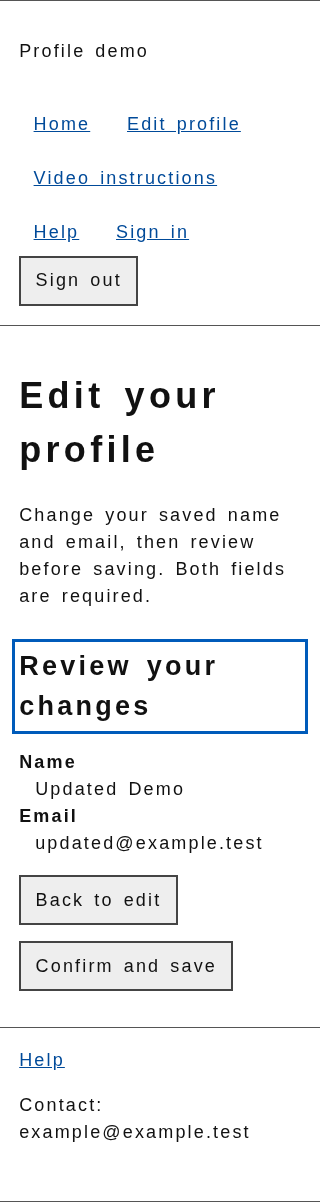 Profile demo
Home Edit profile
Video instructions
Help Sign in
Sign out
Edit your
profile
Change your saved name
and email, then review
before saving. Both fields
are required.
Review your
changes
Name
Updated Demo
Email
updated@example.test
Back to edit
Confirm and save
Help
Contact:
example@example.test